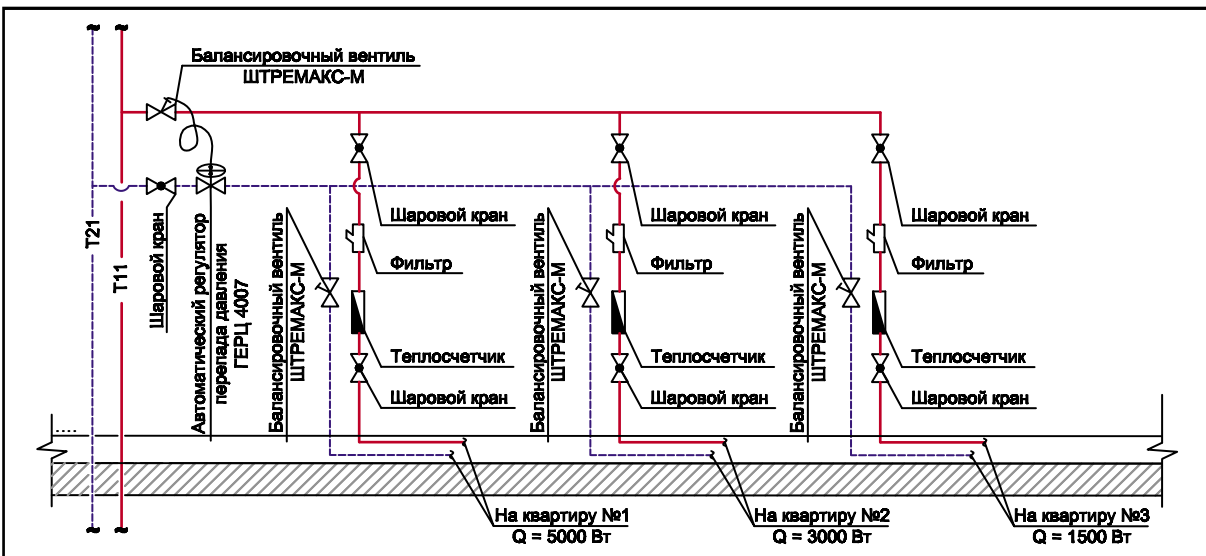 Балансировочный вентиль
ШТРЕМАКС-М
Т21
Т11
Шаровой кран
Автоматический регулятор
перепада давления
ГЕРЦ 4007
Балансировочный вентиль
ШТРЕМАКС-М
Шаровой кран
Фильтр
Теплосчетчик
Шаровой кран
Балансировочный вентиль
ШТРЕМАКС-М
Шаровой кран
Фильтр
Теплосчетчик
Шаровой кран
Балансировочный вентиль
ШТРЕМАКС-М
Шаровой кран
Фильтр
Теплосчетчик
Шаровой кран
На квартиру №1
Q = 5000 Вт
На квартиру №2
Q = 3000 Вт
На квартиру №3
Q = 1500 Вт